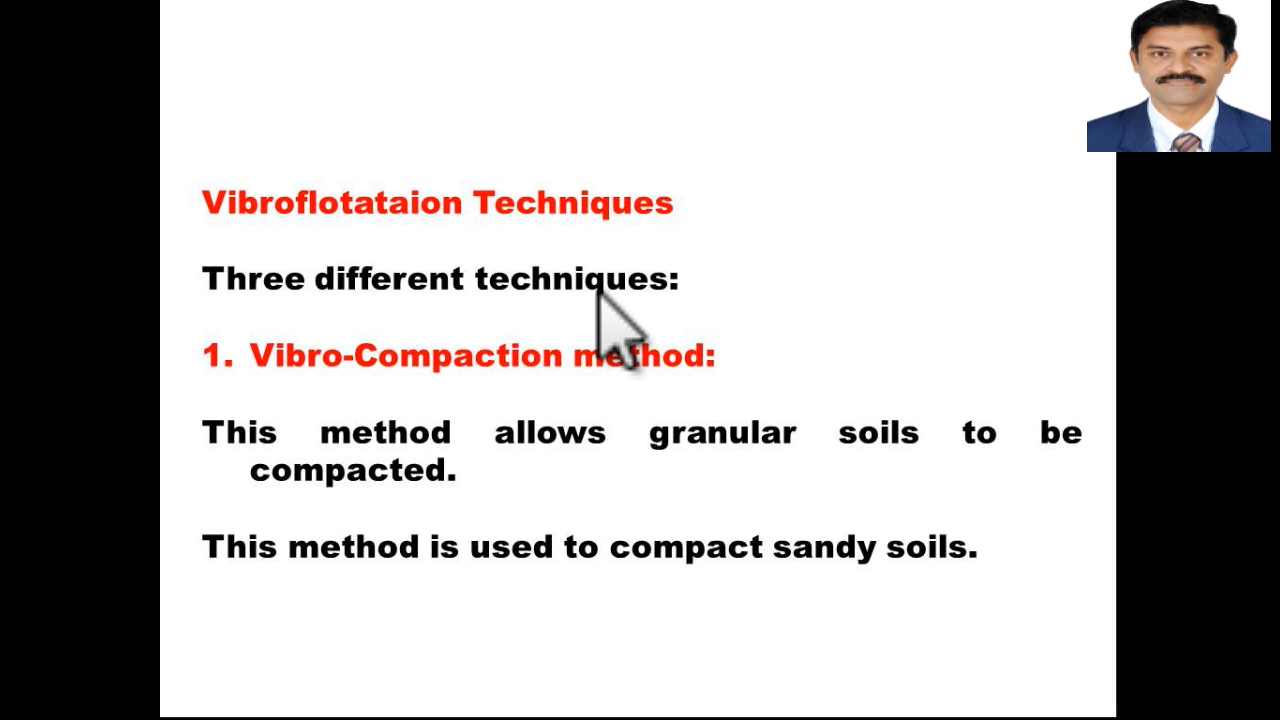 Vibroflotataion Techniques
Three different techniques:
1. Vibro-Compaction method:
This method allows granular soils to be
compacted.
This method is used to compact sandy soils.